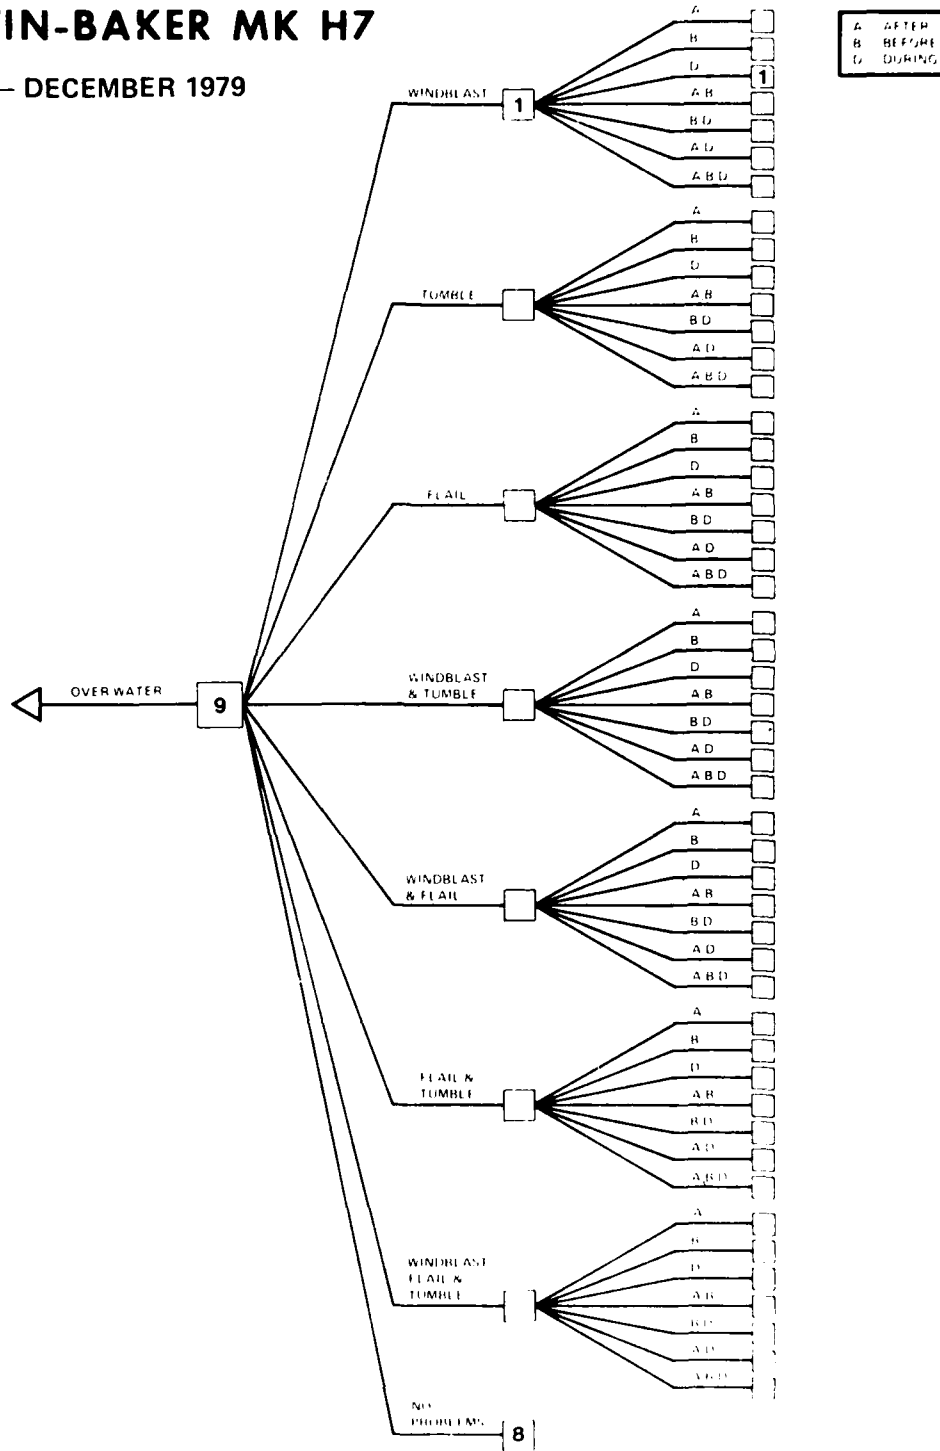 TIN-BAKER MK H7
— DECEMBER 1979
A AFTER
B BEFORE
D DURING
OVER WATER
9
WINDBLAST
1
A
B
D
1
A B
B D
A D
A B D
TUMBLE
A
B
D
A B
B D
A D
A B D
FLAIL
A
B
D
A B
B D
A D
A B D
WINDBLAST
& TUMBLE
A
B
D
A B
B D
A D
A B D
WINDBLAST
& FLAIL
A
B
D
A B
B D
A D
A B D
FLAIL &
TUMBLE
A
B
D
A B
B D
A D
A B D
WINDBLAST
FLAIL &
TUMBLE
A
B
D
A B
B D
A D
A B D
NO
PROBLEMS
8